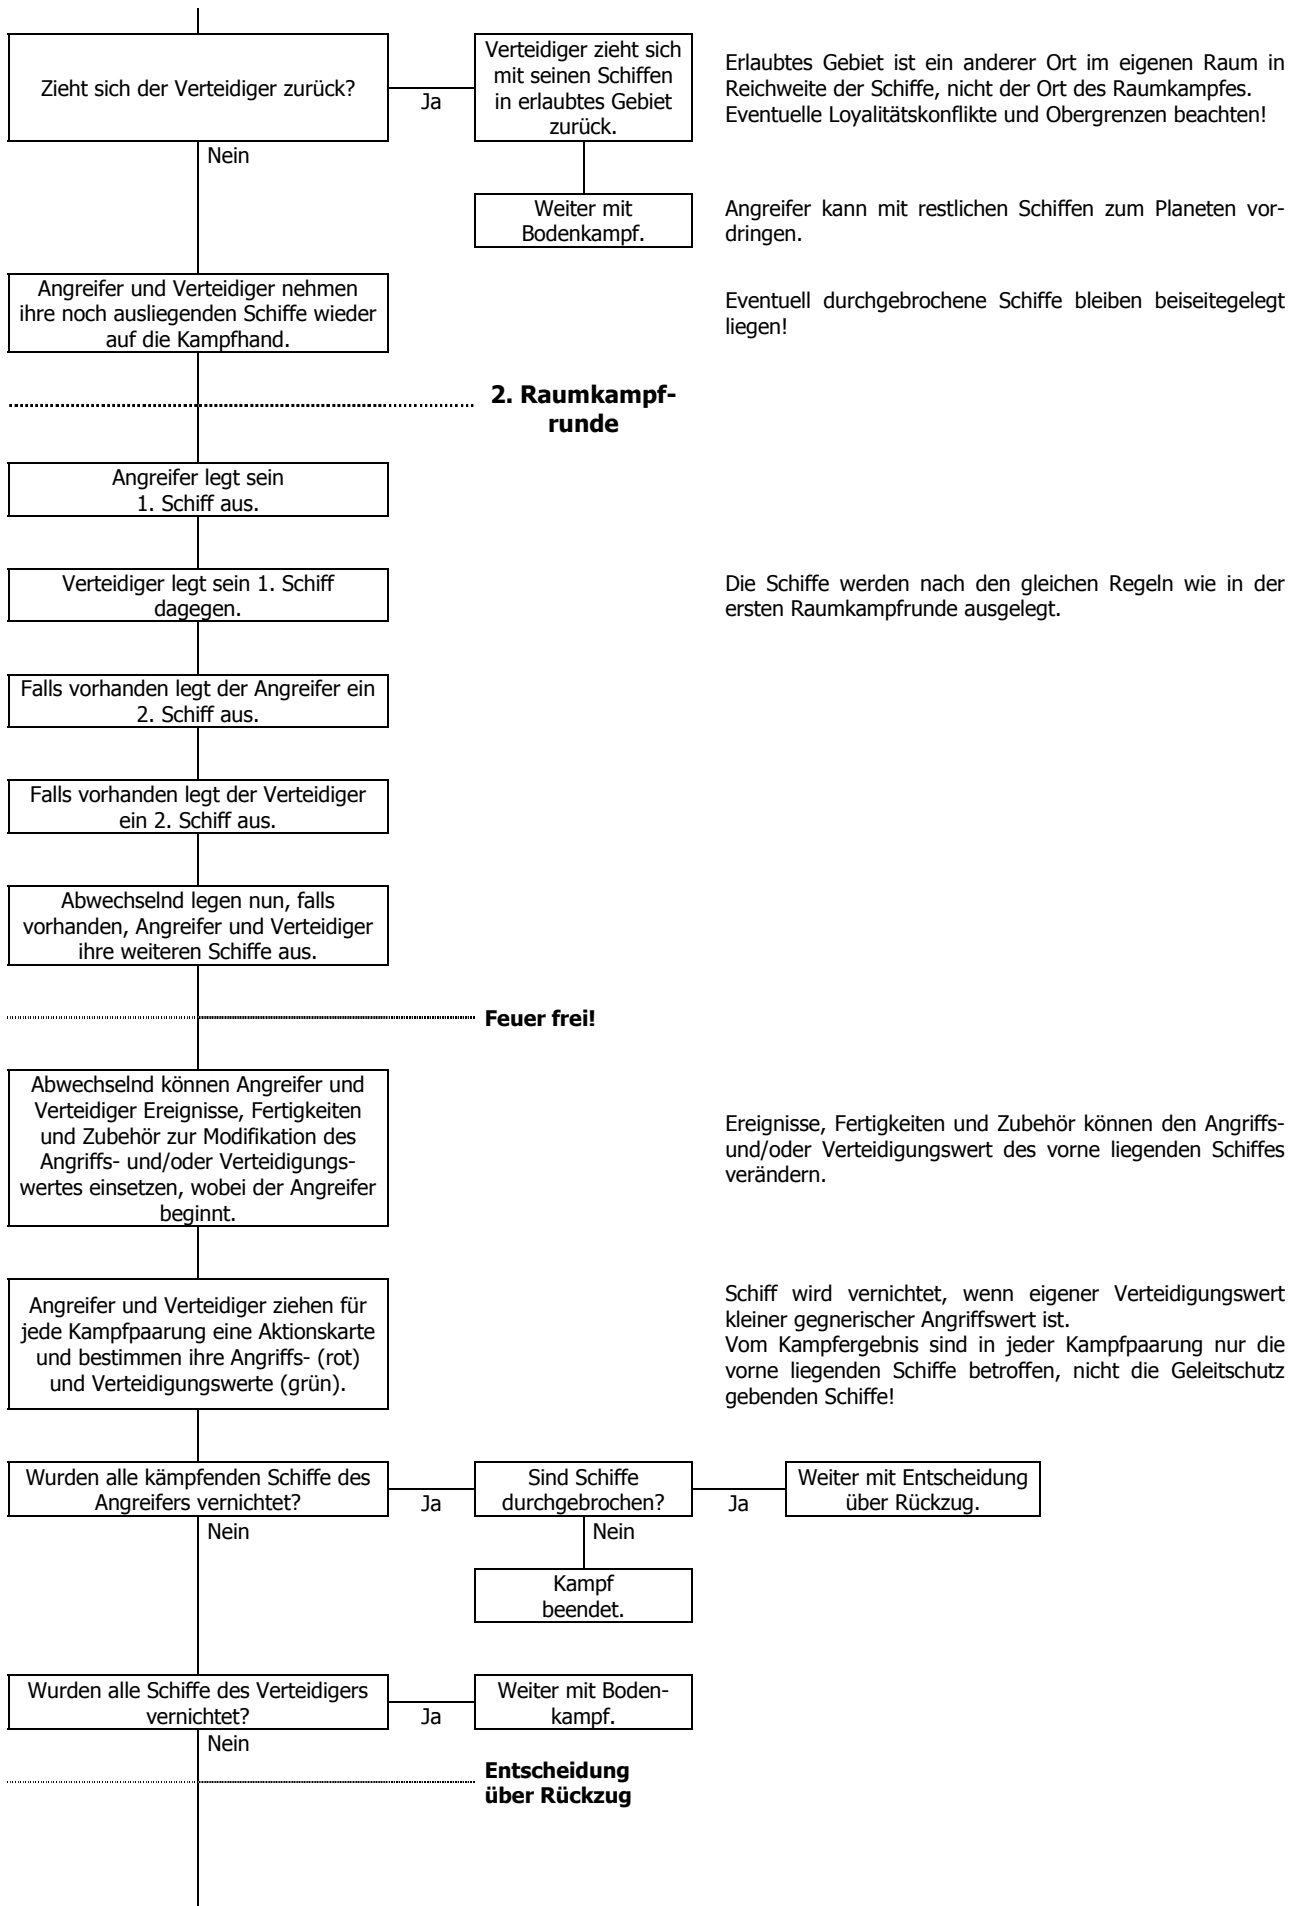 Zieht sich der Verteidiger zurück?
Ja
Verteidiger zieht sich
mit seinen Schiffen
in erlaubtes Gebiet
zurück.
Erlaubtes Gebiet ist ein anderer Ort im eigenen Raum in
Reichweite der Schiffe, nicht der Ort des Raumkampfes.
Eventuelle Loyalitätskonflikte und Obergrenzen beachten!
Nein
Weiter mit
Bodenkampf.
Angreifer kann mit restlichen Schiffen zum Planeten vor-
dringen.
Angreifer und Verteidiger nehmen
ihre noch ausliegenden Schiffe wieder
auf die Kampfhand.
Eventuell durchgebrochene Schiffe bleiben beiseitegelegt
liegen!
2. Raumkampf-
runde
Angreifer legt sein
1. Schiff aus.
Verteidiger legt sein 1. Schiff
dagegen.
Die Schiffe werden nach den gleichen Regeln wie in der
ersten Raumkampfrunde ausgelegt.
Falls vorhanden legt der Angreifer ein
2. Schiff aus.
Falls vorhanden legt der Verteidiger
ein 2. Schiff aus.
Abwechselnd legen nun, falls
vorhanden, Angreifer und Verteidiger
ihre weiteren Schiffe aus.
Feuer frei!
Abwechselnd können Angreifer und
Verteidiger Ereignisse, Fertigkeiten
und Zubehör zur Modifikation des
Angriffs- und/oder Verteidigungs-
wertes einsetzen, wobei der Angreifer
beginnt.
Ereignisse, Fertigkeiten und Zubehör können den Angriffs-
und/oder Verteidigungswert des vorne liegenden Schiffes
verändern.
Angreifer und Verteidiger ziehen für
jede Kampfpaarung eine Aktionskarte
und bestimmen ihre Angriffs- (rot)
und Verteidigungswerte (grün).
Schiff wird vernichtet, wenn eigener Verteidigungswert
kleiner gegnerischer Angriffswert ist.
Vom Kampfergebnis sind in jeder Kampfpaarung nur die
vorne liegenden Schiffe betroffen, nicht die Geleitschutz
gebenden Schiffe!
Wurden alle kämpfenden Schiffe des
Angreifers vernichtet?
Ja
Sind Schiffe
durchgebrochen?
Ja
Weiter mit Entscheidung
über Rückzug.
Nein
Nein
Kampf
beendet.
Wurden alle Schiffe des Verteidigers
vernichtet?
Ja
Weiter mit Boden-
kampf.
Nein
Entscheidung
über Rückzug